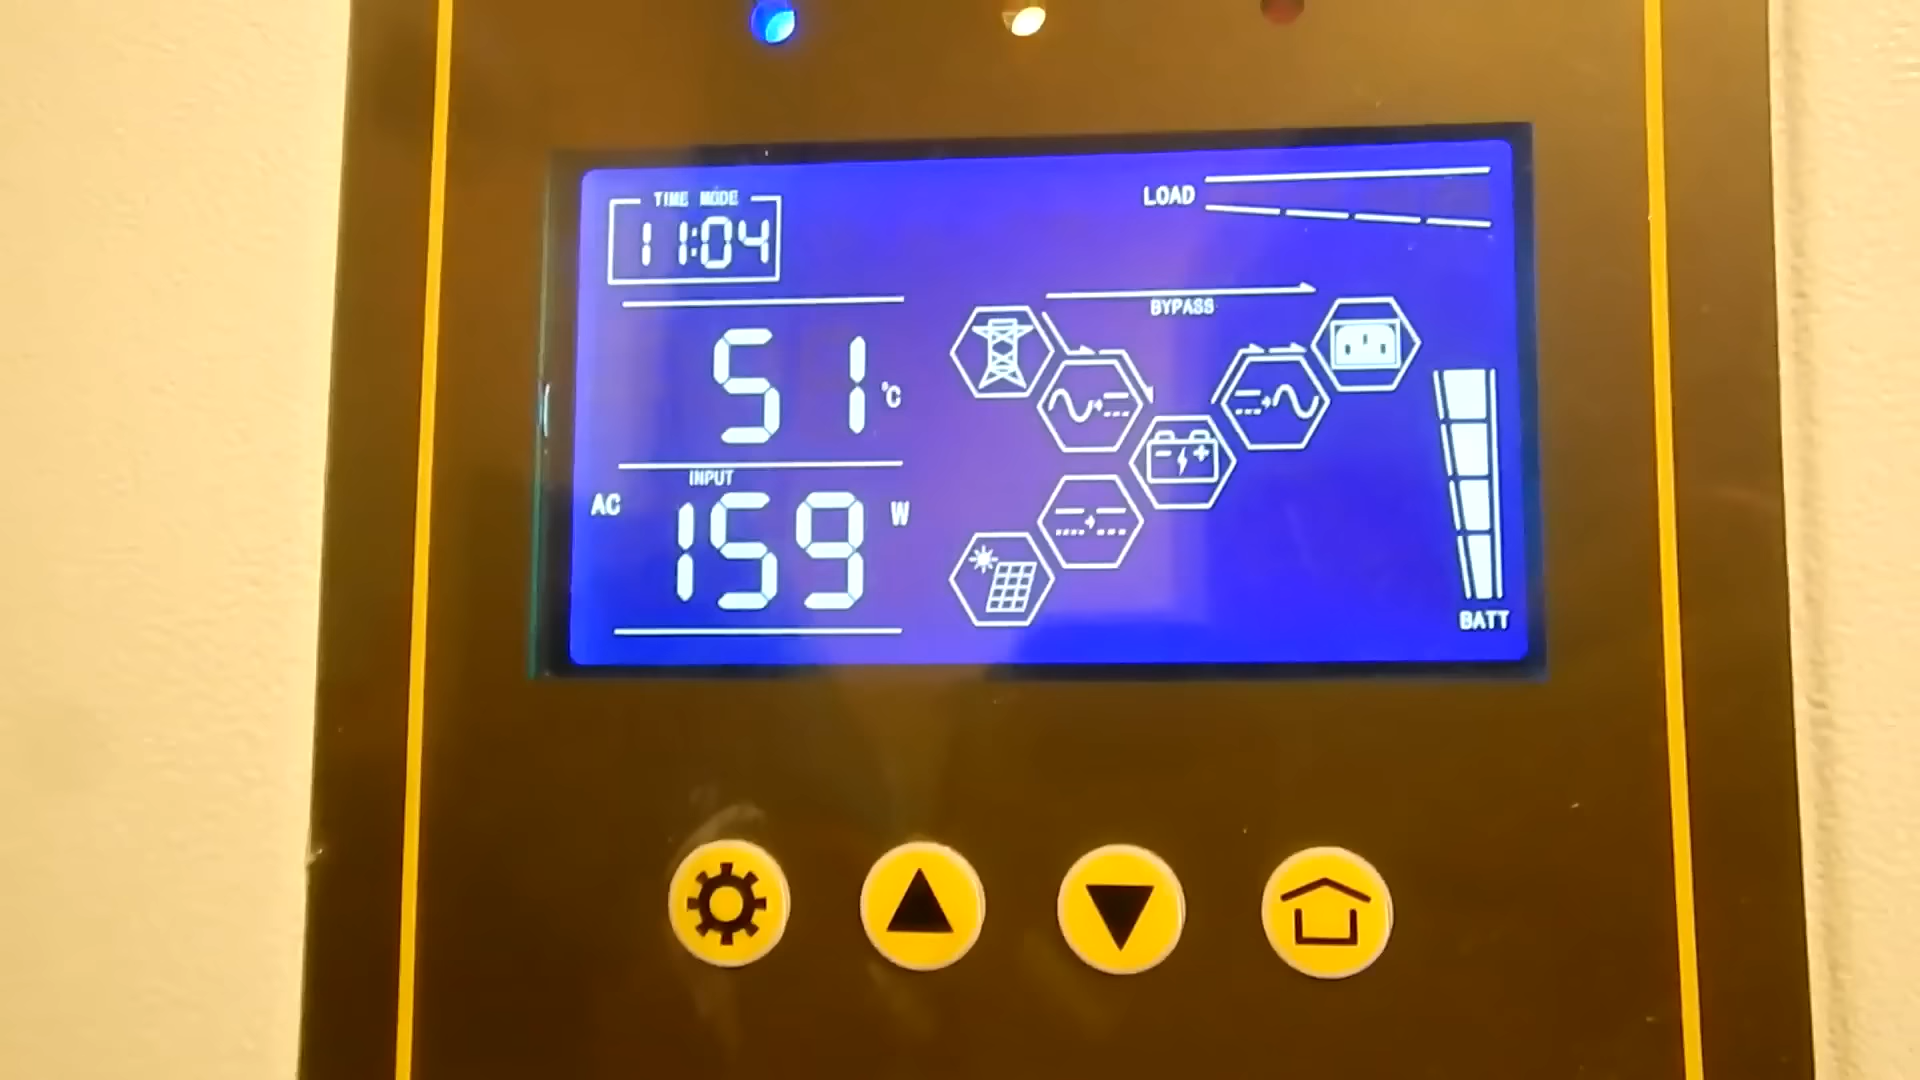 TIME MODE
11:04
LOAD
BYPASS
51 °C
INPUT
AC 159 W
BATT